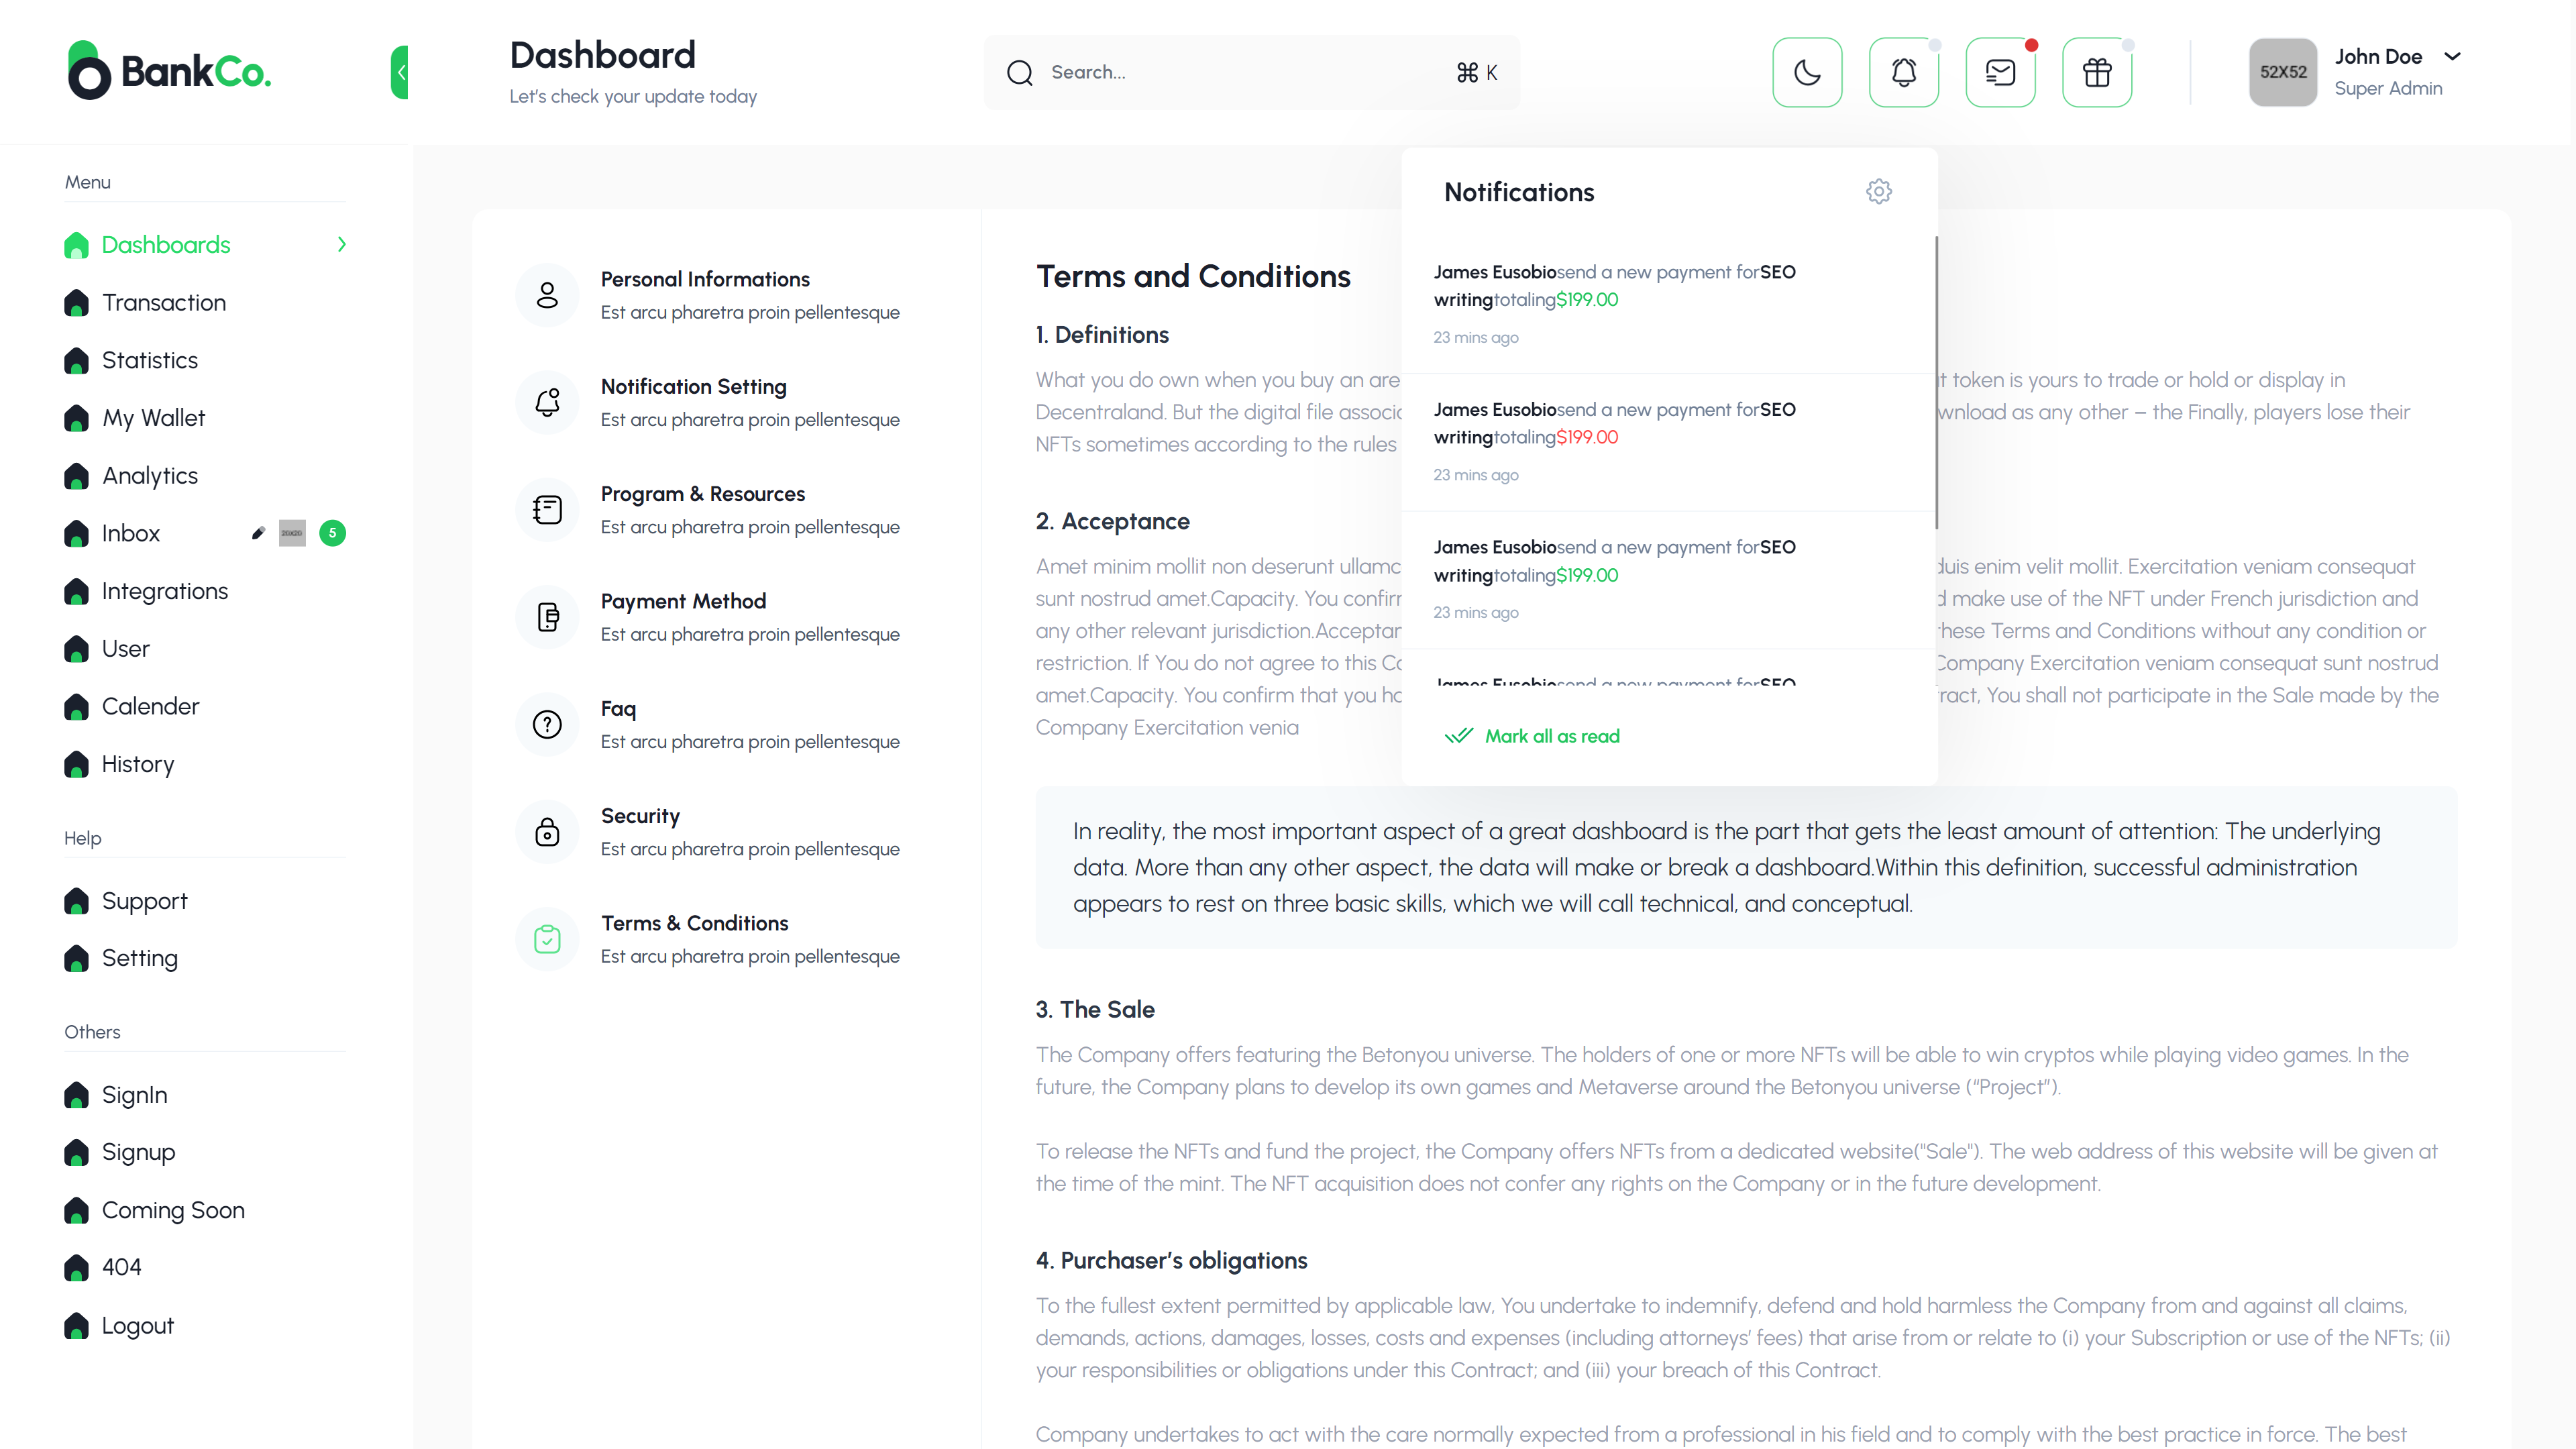 BankCo.
Dashboard
Let's check your update today
Search...
⌘ K
52X52
John Doe
Super Admin
Menu
Dashboards
Transaction
Statistics
My Wallet
Analytics
Inbox
5
Integrations
User
Calender
History
Help
Support
Setting
Others
SignIn
Signup
Coming Soon
404
Logout
Personal Informations
Est arcu pharetra proin pellentesque
Notification Setting
Est arcu pharetra proin pellentesque
Program & Resources
Est arcu pharetra proin pellentesque
Payment Method
Est arcu pharetra proin pellentesque
Faq
Est arcu pharetra proin pellentesque
Security
Est arcu pharetra proin pellentesque
Terms & Conditions
Est arcu pharetra proin pellentesque
Notifications
James Eusobiosend a new payment forSEO
writingtotaling$199.00
23 mins ago
James Eusobiosend a new payment forSEO
writingtotaling$199.00
23 mins ago
James Eusobiosend a new payment forSEO
writingtotaling$199.00
23 mins ago
James Eusobiosend a new payment forSEO
Mark all as read
Terms and Conditions
1. Definitions
What you do own when you buy an token is yours to trade or hold or display in
Decentraland. But the digital file as any other – the Finally, players lose their
NFTs sometimes according to the rules
2. Acceptance
Amet minim mollit non deserunt enim velit mollit. Exercitation veniam consequat
sunt nostrud amet.Capacity. You make use of the NFT under French jurisdiction and
any other relevant Terms and Conditions without any condition or
restriction. If You do not agree to this Company Exercitation veniam consequat sunt nostrud
amet.Capacity. You confirm that you You shall not participate in the Sale made by the
Company Exercitation venia
In reality, the most important aspect of a great dashboard is the part that gets the least amount of attention: The underlying
data. More than any other aspect, the data will make or break a dashboard.Within this definition, successful administration
appears to rest on three basic skills, which we will call technical, and conceptual.
3. The Sale
The Company offers featuring the Betonyou universe. The holders of one or more NFTs will be able to win cryptos while playing video games. In the
future, the Company plans to develop its own games and Metaverse around the Betonyou universe (“Project”).
To release the NFTs and fund the project, the Company offers NFTs from a dedicated website("Sale"). The web address of this website will be given at
the time of the mint. The NFT acquisition does not confer any rights on the Company or in the future development.
4. Purchaser’s obligations
To the fullest extent permitted by applicable law, You undertake to indemnify, defend and hold harmless the Company from and against all claims,
demands, actions, damages, losses, costs and expenses (including attorneys’ fees) that arise from or relate to (i) your Subscription or use of the NFTs; (ii)
your responsibilities or obligations under this Contract; and (iii) your breach of this Contract.
Company undertakes to act with the care normally expected from a professional in his field and to comply with the best practice in force. The best